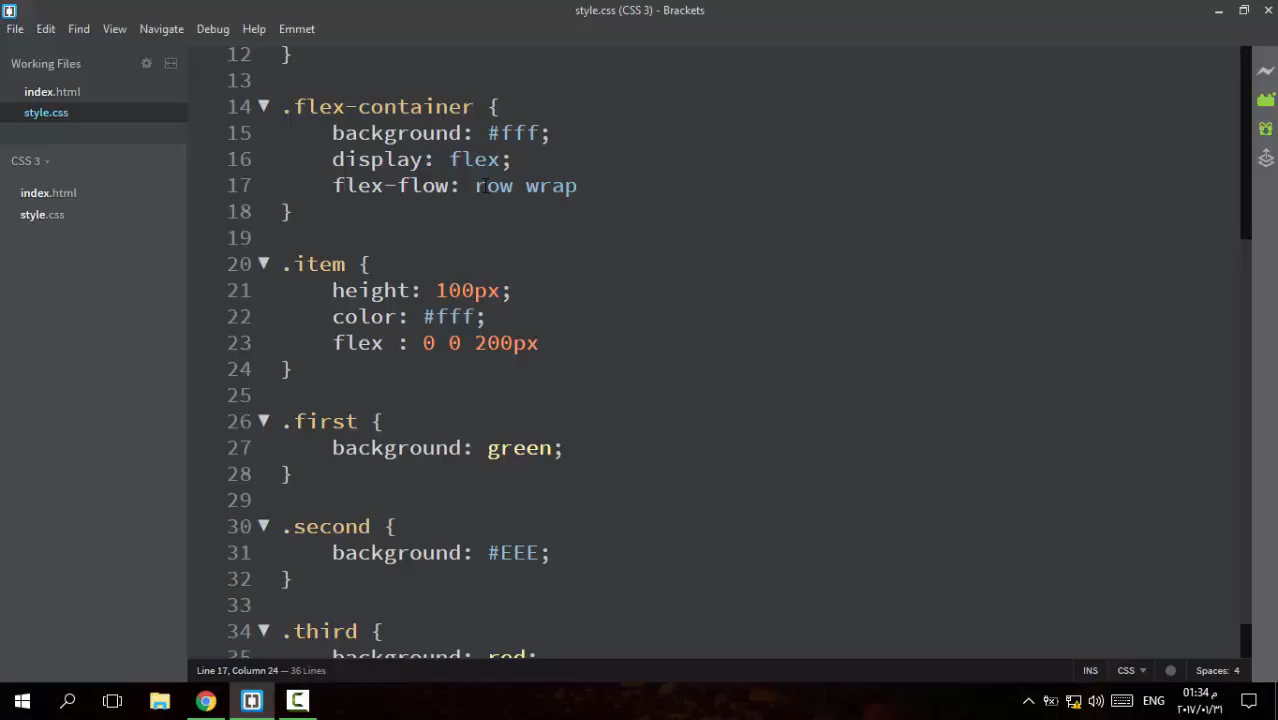 style.css (CSS 3) - Brackets
File Edit Find View Navigate Debug Help Emmet
Working Files
index.html
style.css
CSS 3
index.html
style.css
12 }
13
14 .flex-container {
15 background: #fff;
16 display: flex;
17 flex-flow: row wrap
18 }
19
20 .item {
21 height: 100px;
22 color: #fff;
23 flex : 0 0 200px
24 }
25
26 .first {
27 background: green;
28 }
29
30 .second {
31 background: #EEE;
32 }
33
34 .third {
35 background: red;
Line 17, Column 24 — 36 Lines
INS CSS Spaces: 4
ENG
01:34 م
٢٠١٧/٠١/٣١